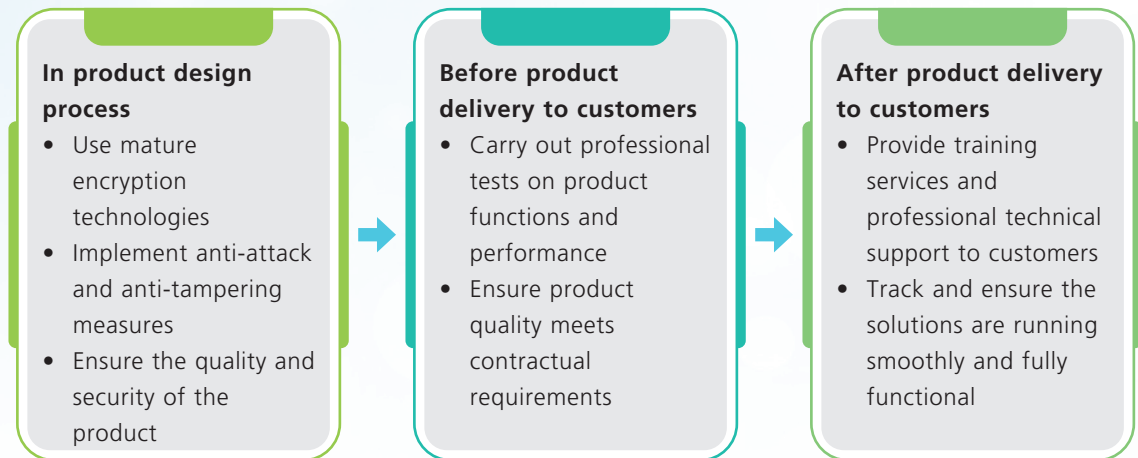 In product design
process
• Use mature
encryption
technologies
• Implement anti-attack
and anti-tampering
measures
• Ensure the quality and
security of the
product
Before product
delivery to customers
• Carry out professional
tests on product
functions and
performance
• Ensure product
quality meets
contractual
requirements
After product delivery
to customers
• Provide training
services and
professional technical
support to customers
• Track and ensure the
solutions are running
smoothly and fully
functional